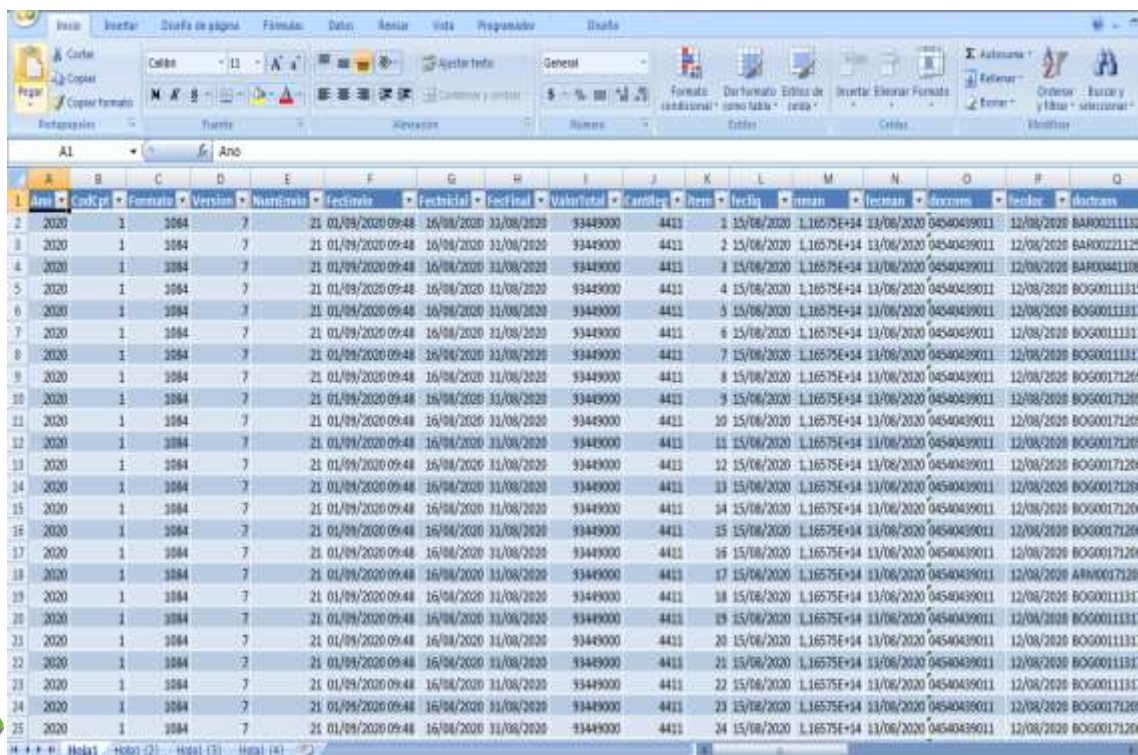 Inicio Insertar Diseño de página Fórmulas Datos Revisar Vista Programador Diseño
Cortar
Copiar
Copiar formato
Pegar
Calibri 11
N K S
Ajustar texto
Combinar y centrar
General
Formato condicional Dar formato como tabla Estilos de celda
Insertar Eliminar Formato
Autosuma
Rellenar
Borrar
Ordenar y filtrar Buscar y seleccionar
Portapapeles Fuente Alineación Número Estilos Celdas Modificar
A1 fx Ano
A B C D E F G H I J K L M N O P Q
1 Ano CodCpt Formato Version NumEnvio FecEnvio FecInicial FecFinal ValorTotal CantReg Item fecliq nman fecman doccons fecdoc doctrans
2 2020 1 1084 7 21 01/09/2020 09:48 16/08/2020 31/08/2020 93449000 4411 1 15/08/2020 1,16575E+14 13/08/2020 04540439011 12/08/2020
3 2020 1 1084 7 21 01/09/2020 09:48 16/08/2020 31/08/2020 93449000 4411 2 15/08/2020 1,16575E+14 13/08/2020 04540439011 12/08/2020
4 2020 1 1084 7 21 01/09/2020 09:48 16/08/2020 31/08/2020 93449000 4411 3 15/08/2020 1,16575E+14 13/08/2020 04540439011 12/08/2020
5 2020 1 1084 7 21 01/09/2020 09:48 16/08/2020 31/08/2020 93449000 4411 4 15/08/2020 1,16575E+14 13/08/2020 04540439011 12/08/2020
6 2020 1 1084 7 21 01/09/2020 09:48 16/08/2020 31/08/2020 93449000 4411 5 15/08/2020 1,16575E+14 13/08/2020 04540439011 12/08/2020
7 2020 1 1084 7 21 01/09/2020 09:48 16/08/2020 31/08/2020 93449000 4411 6 15/08/2020 1,16575E+14 13/08/2020 04540439011 12/08/2020
8 2020 1 1084 7 21 01/09/2020 09:48 16/08/2020 31/08/2020 93449000 4411 7 15/08/2020 1,16575E+14 13/08/2020 04540439011 12/08/2020
9 2020 1 1084 7 21 01/09/2020 09:48 16/08/2020 31/08/2020 93449000 4411 8 15/08/2020 1,16575E+14 13/08/2020 04540439011 12/08/2020
10 2020 1 1084 7 21 01/09/2020 09:48 16/08/2020 31/08/2020 93449000 4411 9 15/08/2020 1,16575E+14 13/08/2020 04540439011 12/08/2020
11 2020 1 1084 7 21 01/09/2020 09:48 16/08/2020 31/08/2020 93449000 4411 10 15/08/2020 1,16575E+14 13/08/2020 04540439011 12/08/2020
12 2020 1 1084 7 21 01/09/2020 09:48 16/08/2020 31/08/2020 93449000 4411 11 15/08/2020 1,16575E+14 13/08/2020 04540439011 12/08/2020
13 2020 1 1084 7 21 01/09/2020 09:48 16/08/2020 31/08/2020 93449000 4411 12 15/08/2020 1,16575E+14 13/08/2020 04540439011 12/08/2020
14 2020 1 1084 7 21 01/09/2020 09:48 16/08/2020 31/08/2020 93449000 4411 13 15/08/2020 1,16575E+14 13/08/2020 04540439011 12/08/2020
15 2020 1 1084 7 21 01/09/2020 09:48 16/08/2020 31/08/2020 93449000 4411 14 15/08/2020 1,16575E+14 13/08/2020 04540439011 12/08/2020
16 2020 1 1084 7 21 01/09/2020 09:48 16/08/2020 31/08/2020 93449000 4411 15 15/08/2020 1,16575E+14 13/08/2020 04540439011 12/08/2020
17 2020 1 1084 7 21 01/09/2020 09:48 16/08/2020 31/08/2020 93449000 4411 16 15/08/2020 1,16575E+14 13/08/2020 04540439011 12/08/2020
18 2020 1 1084 7 21 01/09/2020 09:48 16/08/2020 31/08/2020 93449000 4411 17 15/08/2020 1,16575E+14 13/08/2020 04540439011 12/08/2020
19 2020 1 1084 7 21 01/09/2020 09:48 16/08/2020 31/08/2020 93449000 4411 18 15/08/2020 1,16575E+14 13/08/2020 04540439011 12/08/2020
20 2020 1 1084 7 21 01/09/2020 09:48 16/08/2020 31/08/2020 93449000 4411 19 15/08/2020 1,16575E+14 13/08/2020 04540439011 12/08/2020
21 2020 1 1084 7 21 01/09/2020 09:48 16/08/2020 31/08/2020 93449000 4411 20 15/08/2020 1,16575E+14 13/08/2020 04540439011 12/08/2020
22 2020 1 1084 7 21 01/09/2020 09:48 16/08/2020 31/08/2020 93449000 4411 21 15/08/2020 1,16575E+14 13/08/2020 04540439011 12/08/2020
23 2020 1 1084 7 21 01/09/2020 09:48 16/08/2020 31/08/2020 93449000 4411 22 15/08/2020 1,16575E+14 13/08/2020 04540439011 12/08/2020
24 2020 1 1084 7 21 01/09/2020 09:48 16/08/2020 31/08/2020 93449000 4411 23 15/08/2020 1,16575E+14 13/08/2020 04540439011 12/08/2020
25 2020 1 1084 7 21 01/09/2020 09:48 16/08/2020 31/08/2020 93449000 4411 24 15/08/2020 1,16575E+14 13/08/2020 04540439011 12/08/2020
Hoja1 Hoja1 (2) Hoja1 (3) Hoja1 (4)